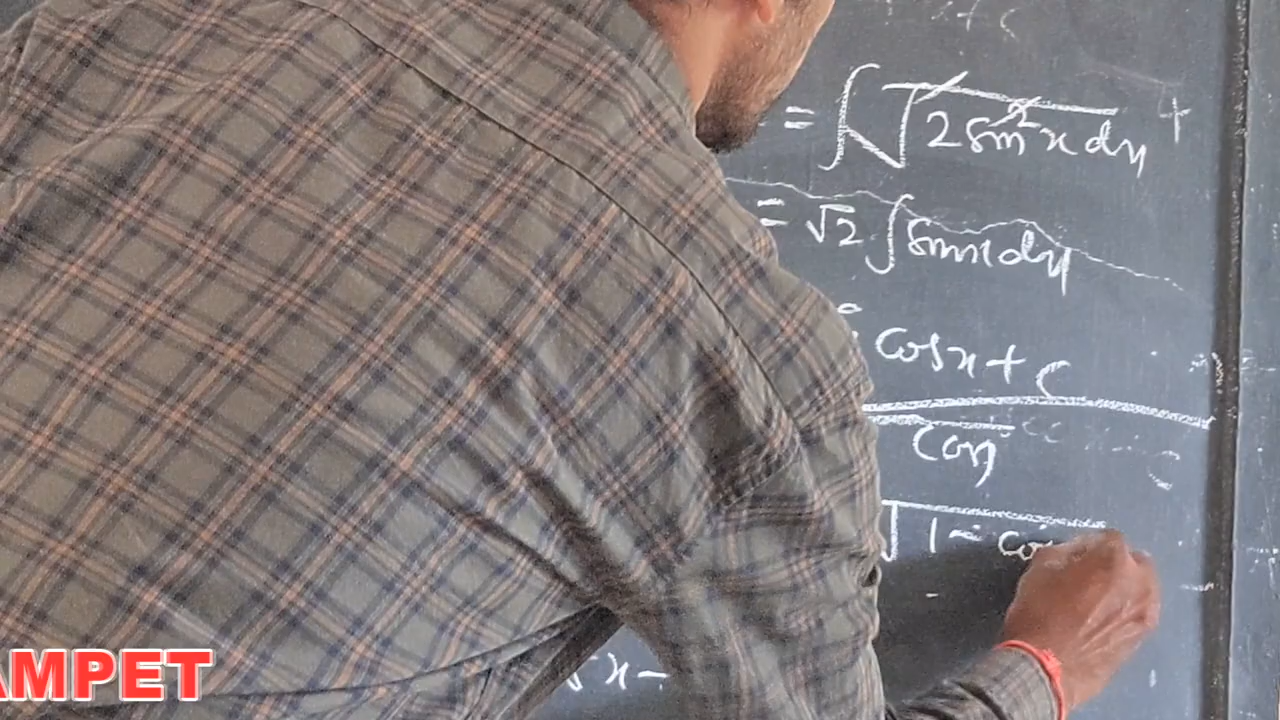 x + c
= ∫√2 sin²x dx +
= √2 ∫ sin x dx
cos x + c
cos
√1 - cos
x -
AMPET